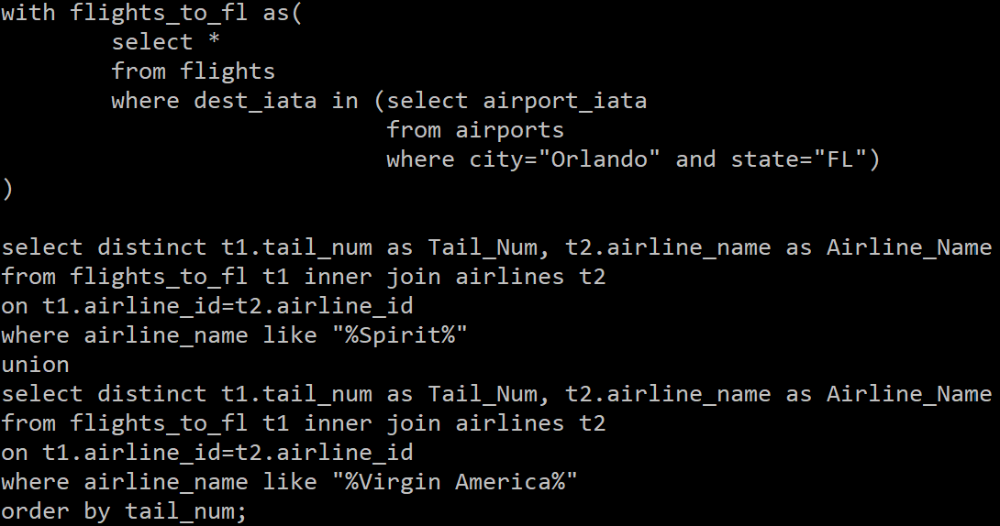 with flights_to_fl as(
        select *
        from flights
        where dest_iata in (select airport_iata
                            from airports
                            where city="Orlando" and state="FL")
)

select distinct t1.tail_num as Tail_Num, t2.airline_name as Airline_Name
from flights_to_fl t1 inner join airlines t2
on t1.airline_id=t2.airline_id
where airline_name like "%Spirit%"
union
select distinct t1.tail_num as Tail_Num, t2.airline_name as Airline_Name
from flights_to_fl t1 inner join airlines t2
on t1.airline_id=t2.airline_id
where airline_name like "%Virgin America%"
order by tail_num;